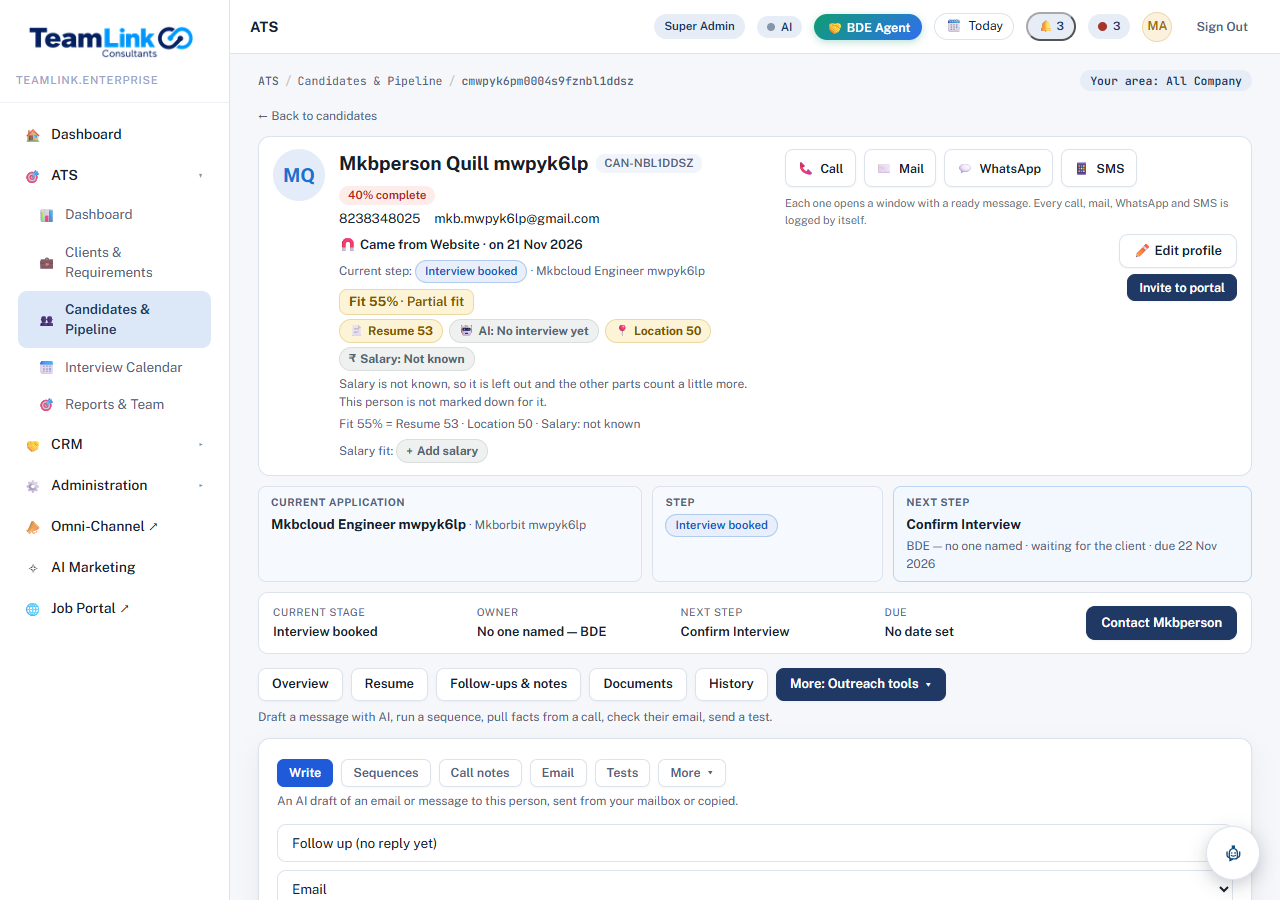 TeamLink
Consultants
TEAMLINK.ENTERPRISE
Dashboard
ATS
Dashboard
Clients &
Requirements
Candidates &
Pipeline
Interview Calendar
Reports & Team
CRM
Administration
Omni-Channel ↗
AI Marketing
Job Portal ↗
ATS
Super Admin
AI
BDE Agent
Today
3
3
MA
Sign Out
ATS / Candidates & Pipeline / cmwpyk6pm0004s9fznbl1ddsz
Your area: All Company
← Back to candidates
MQ
Mkbperson Quill mwpyk6lp
CAN-NBL1DDSZ
40% complete
8238348025 mkb.mwpyk6lp@gmail.com
Came from Website · on 21 Nov 2026
Current step: Interview booked · Mkbcloud Engineer mwpyk6lp
Fit 55% · Partial fit
Resume 53
AI: No interview yet
Location 50
₹ Salary: Not known
Salary is not known, so it is left out and the other parts count a little more.
This person is not marked down for it.
Fit 55% = Resume 53 · Location 50 · Salary: not known
Salary fit: + Add salary
Call
Mail
WhatsApp
SMS
Each one opens a window with a ready message. Every call, mail, WhatsApp and SMS is
logged by itself.
Edit profile
Invite to portal
CURRENT APPLICATION
Mkbcloud Engineer mwpyk6lp · Mkborbit mwpyk6lp
STEP
Interview booked
NEXT STEP
Confirm Interview
BDE — no one named · waiting for the client · due 22 Nov
2026
CURRENT STAGE
Interview booked
OWNER
No one named — BDE
NEXT STEP
Confirm Interview
DUE
No date set
Contact Mkbperson
Overview
Resume
Follow-ups & notes
Documents
History
More: Outreach tools
Draft a message with AI, run a sequence, pull facts from a call, check their email, send a test.
Write
Sequences
Call notes
Email
Tests
More
An AI draft of an email or message to this person, sent from your mailbox or copied.
Follow up (no reply yet)
Email